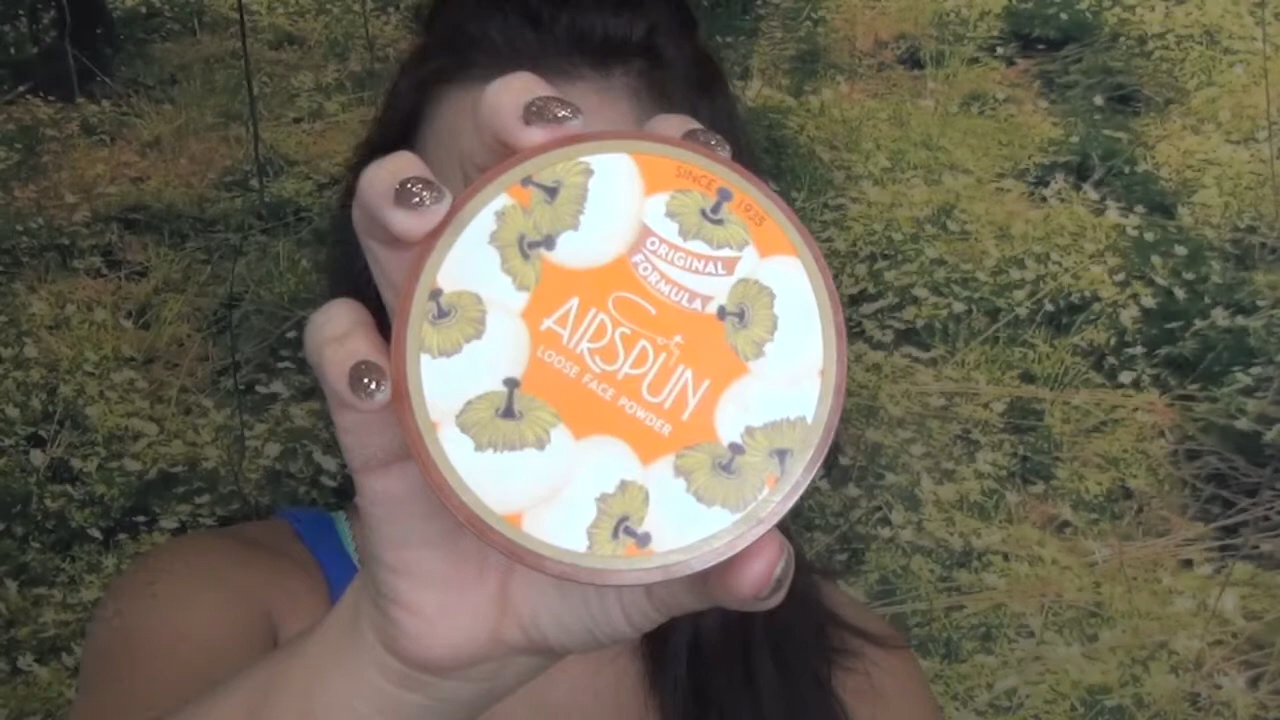 SINCE 1935
ORIGINAL
FORMULA
Coty
AIRSPUN
LOOSE FACE POWDER